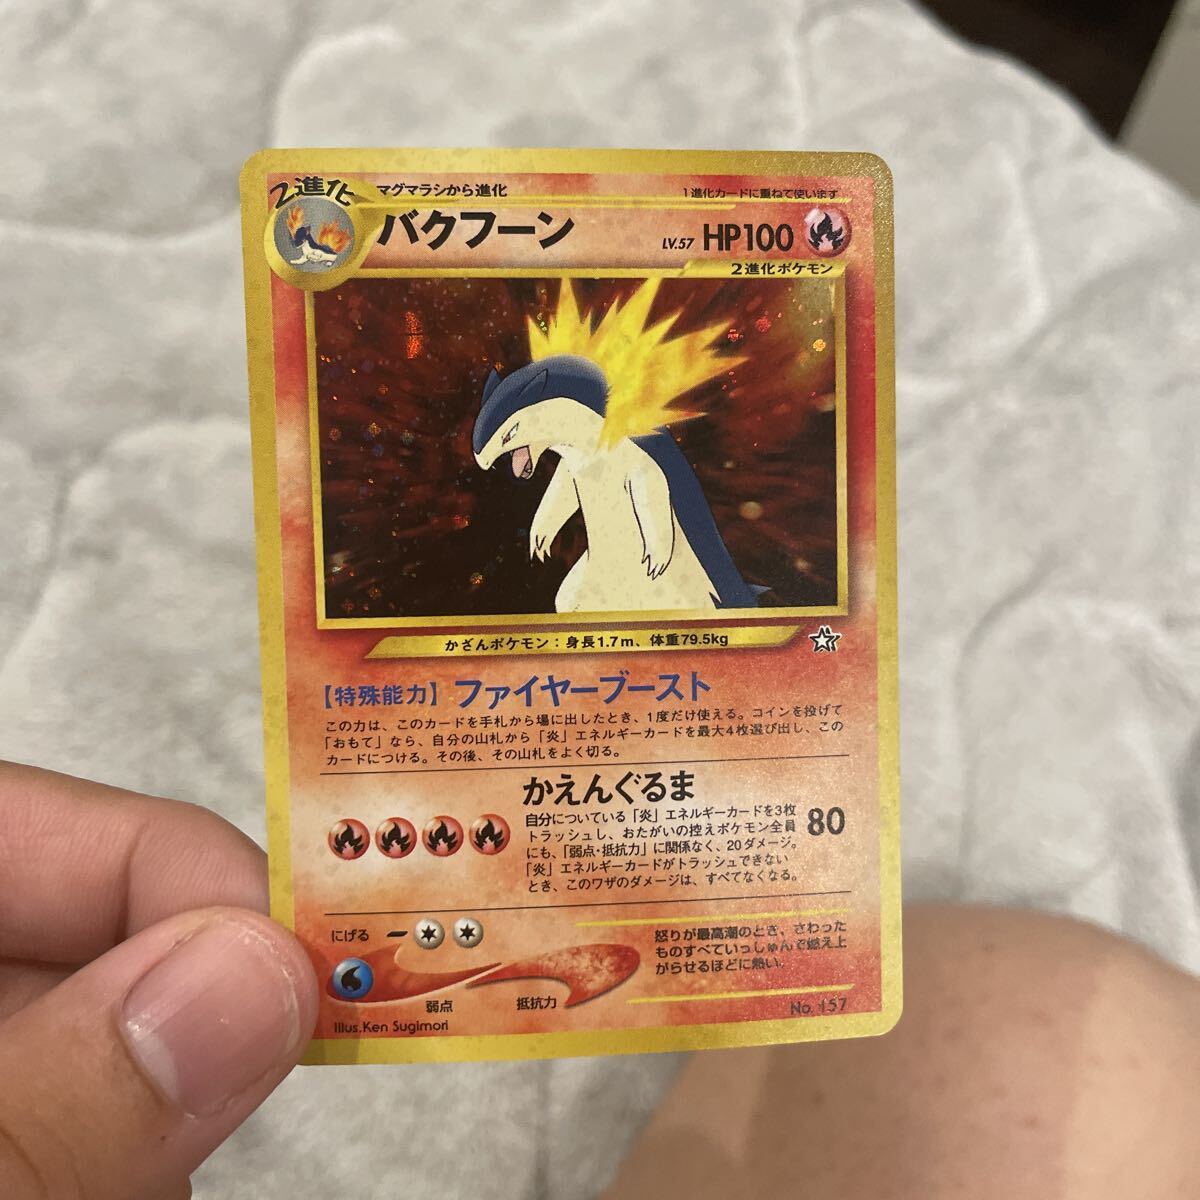 2進化
マグマラシから進化
1進化カードに重ねて使います
バクフーン
LV.57 HP100
2進化ポケモン
かざんポケモン：身長1.7m、体重79.5kg
【特殊能力】ファイヤーブースト
この力は、このカードを手札から場に出したとき、1度だけ使える。コインを投げて
「おもて」なら、自分の山札から「炎」エネルギーカードを最大4枚選び出し、この
カードにつける。その後、その山札をよく切る。
かえんぐるま
自分についている「炎」エネルギーカードを3枚
トラッシュし、おたがいの控えポケモン全員
にも、「弱点・抵抗力」に関係なく、20ダメージ。
「炎」エネルギーカードがトラッシュできない
とき、このワザのダメージは、すべてなくなる。
80
にげる
弱点
抵抗力
怒りが最高潮のとき、さわった
ものすべていっしゅんで燃え上
がらせるほどに熱い。
Illus.Ken Sugimori
No. 157